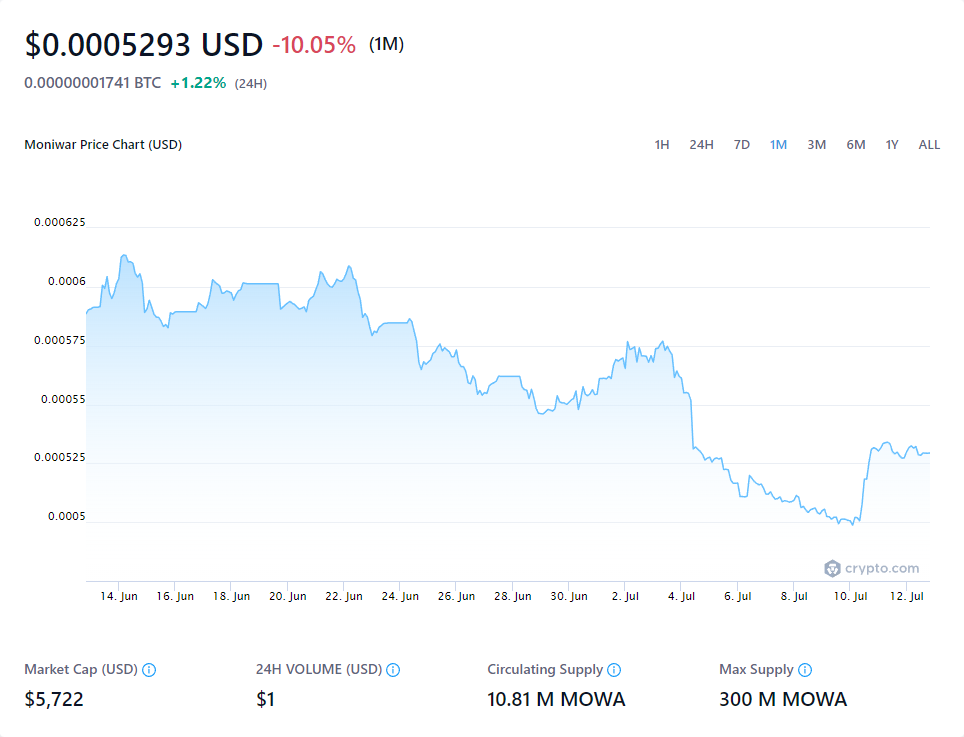 $0.0005293 USD -10.05% (1M)
0.00000001741 BTC +1.22% (24H)
Moniwar Price Chart (USD) 1H 24H 7D 1M 3M 6M 1Y ALL
0.000625
0.0006
0.000575
0.00055
0.000525
0.0005
crypto.com
14. Jun 16. Jun 18. Jun 20. Jun 22. Jun 24. Jun 26. Jun 28. Jun 30. Jun 2. Jul 4. Jul 6. Jul 8. Jul 10. Jul 12. Jul
Market Cap (USD) 24H VOLUME (USD) Circulating Supply Max Supply
$5,722 $1 10.81 M MOWA 300 M MOWA